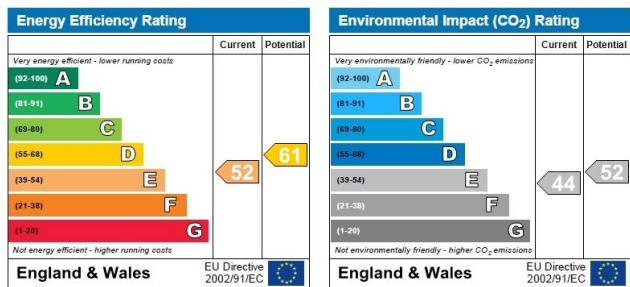 Energy Efficiency Rating
Current Potential
Very energy efficient - lower running costs
(92-100) A
(81-91) B
(69-80) C
(55-68) D
(39-54) E
(21-38) F
(1-20) G
52
61
Not energy efficient - higher running costs
England & Wales
EU Directive
2002/91/EC
Environmental Impact (CO2) Rating
Current Potential
Very environmentally friendly - lower CO2 emissions
(92-100) A
(81-91) B
(69-80) C
(55-68) D
(39-54) E
(21-38) F
(1-20) G
44
52
Not environmentally friendly - higher CO2 emissions
England & Wales
EU Directive
2002/91/EC